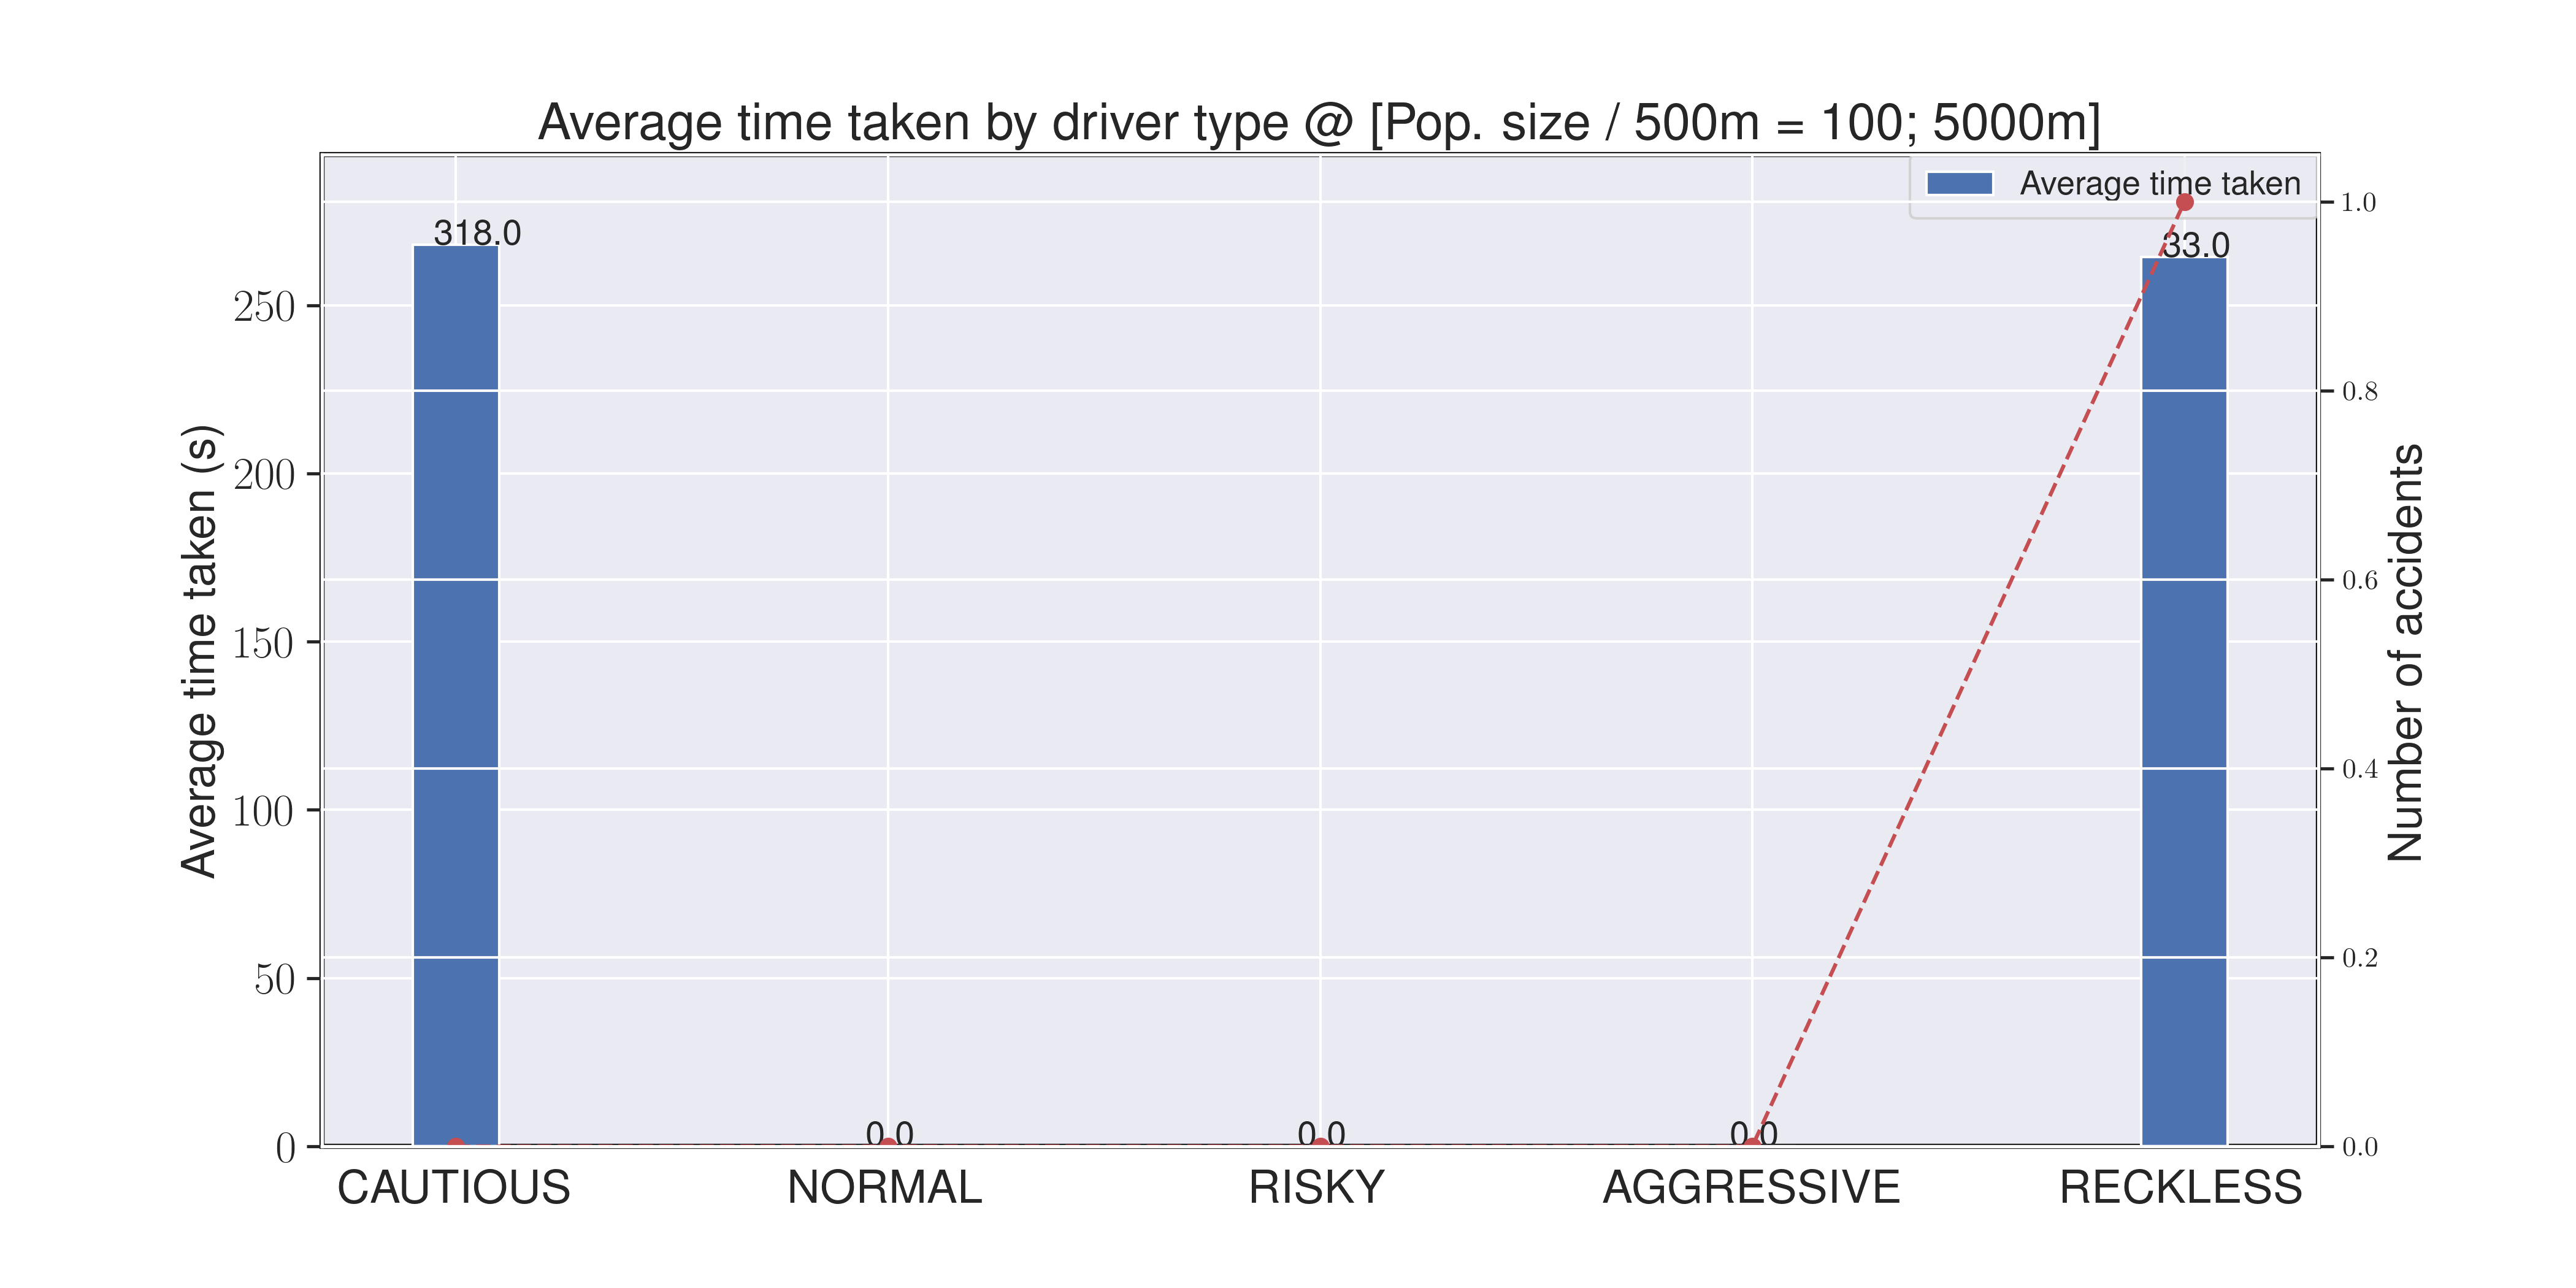 Average time taken by driver type @ [Pop. size / 500m = 100; 5000m]
Average time taken
318.0
33.0
0.0
0.0
0.0
250
200
150
100
50
0
Average time taken (s)
1.0
0.8
0.6
0.4
0.2
0.0
Number of accidents
CAUTIOUS
NORMAL
RISKY
AGGRESSIVE
RECKLESS